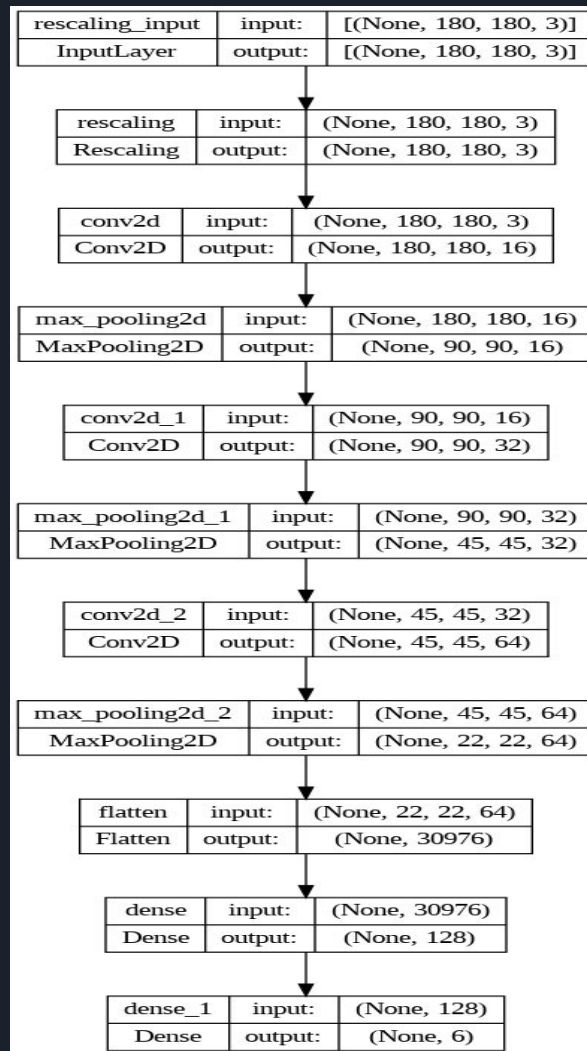 rescaling_input input: [(None, 180, 180, 3)]
InputLayer output: [(None, 180, 180, 3)]
rescaling input: (None, 180, 180, 3)
Rescaling output: (None, 180, 180, 3)
conv2d input: (None, 180, 180, 3)
Conv2D output: (None, 180, 180, 16)
max_pooling2d input: (None, 180, 180, 16)
MaxPooling2D output: (None, 90, 90, 16)
conv2d_1 input: (None, 90, 90, 16)
Conv2D output: (None, 90, 90, 32)
max_pooling2d_1 input: (None, 90, 90, 32)
MaxPooling2D output: (None, 45, 45, 32)
conv2d_2 input: (None, 45, 45, 32)
Conv2D output: (None, 45, 45, 64)
max_pooling2d_2 input: (None, 45, 45, 64)
MaxPooling2D output: (None, 22, 22, 64)
flatten input: (None, 22, 22, 64)
Flatten output: (None, 30976)
dense input: (None, 30976)
Dense output: (None, 128)
dense_1 input: (None, 128)
Dense output: (None, 6)